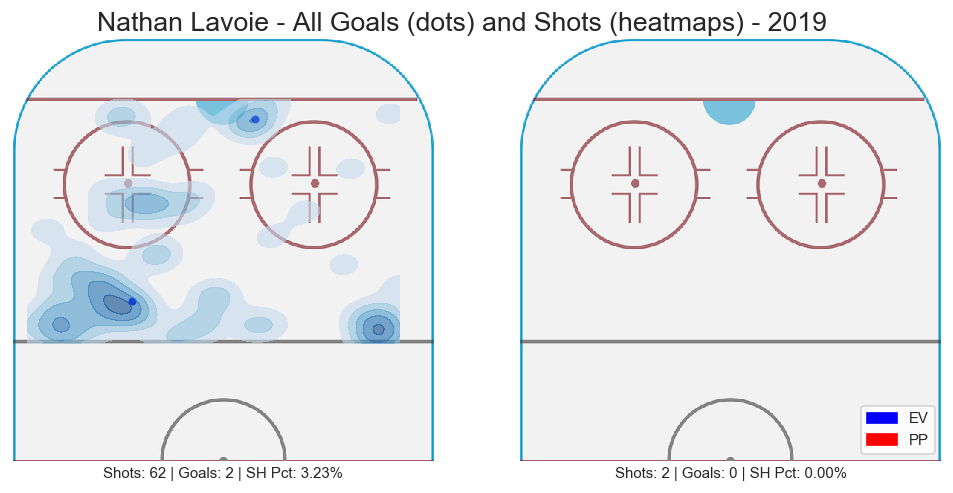 Nathan Lavoie - All Goals (dots) and Shots (heatmaps) - 2019
EV
PP
Shots: 62 | Goals: 2 | SH Pct: 3.23%
Shots: 2 | Goals: 0 | SH Pct: 0.00%